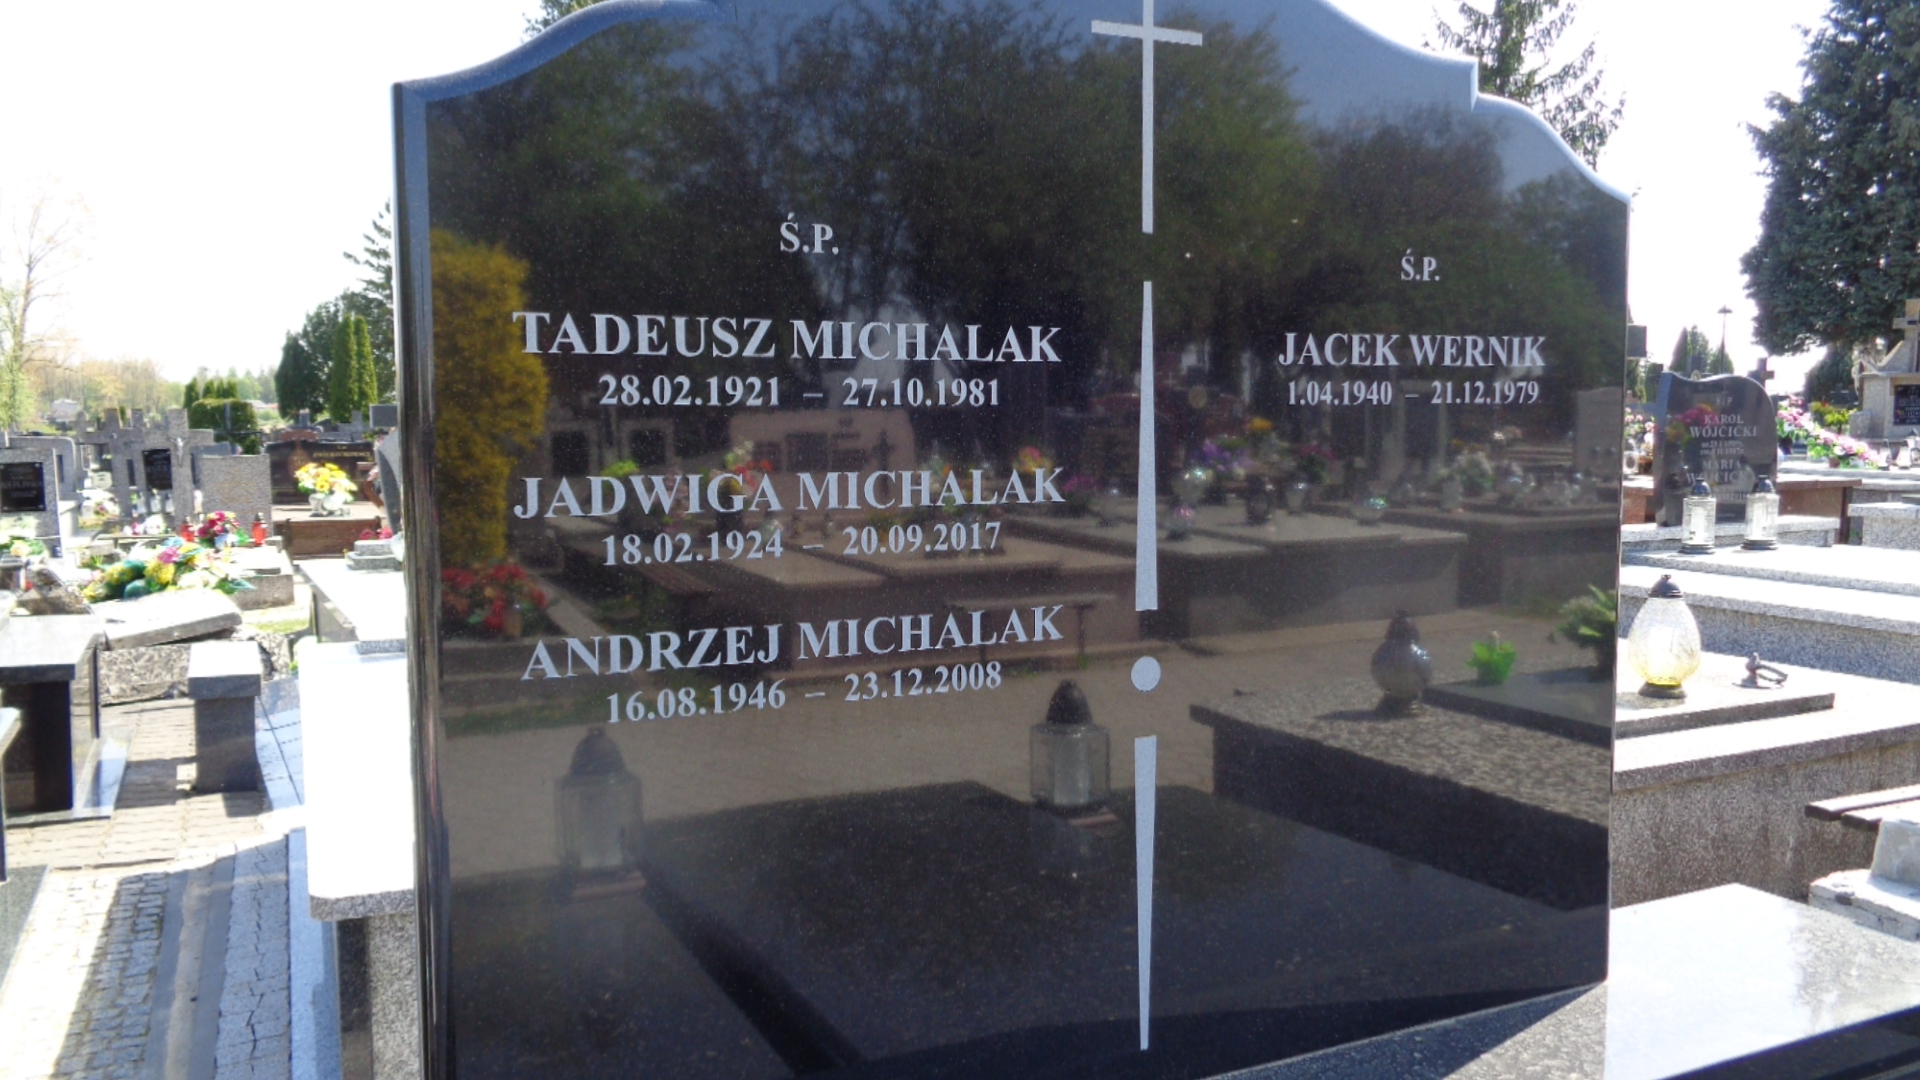 Ś.P.
TADEUSZ MICHALAK
28.02.1921 – 27.10.1981
JADWIGA MICHALAK
18.02.1924 – 20.09.2017
ANDRZEJ MICHALAK
16.08.1946 – 23.12.2008
Ś.P.
JACEK WERNIK
1.04.1940 – 21.12.1979
KAROL
WÓJCICKI
MARIA